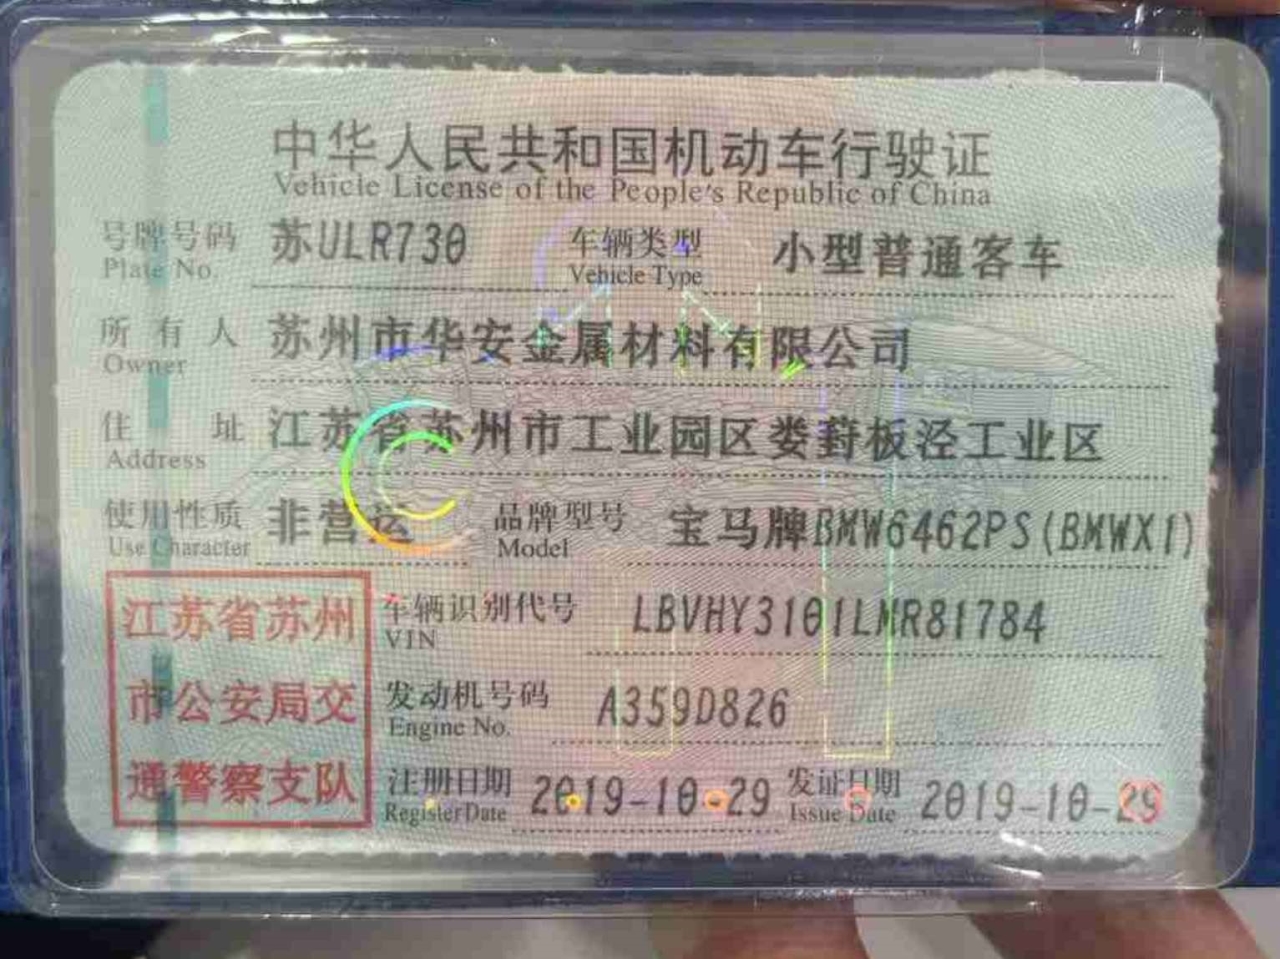 中华人民共和国机动车行驶证
Vehicle License of the People's Republic of China
号牌号码 苏ULR730 车辆类型 小型普通客车
Plate No. Vehicle Type
所有人 苏州市华安金属材料有限公司
Owner
住址 江苏省苏州市工业园区娄葑板泾工业区
Address
使用性质 非营运 品牌型号 宝马牌BMW6462PS(BMWX1)
Use Character Model
江苏省苏州
市公安局交
通警察支队
车辆识别代号 LBVHY3101LMR81784
VIN
发动机号码 A359D826
Engine No.
注册日期 2019-10-29 发证日期 2019-10-29
Register Date Issue Date